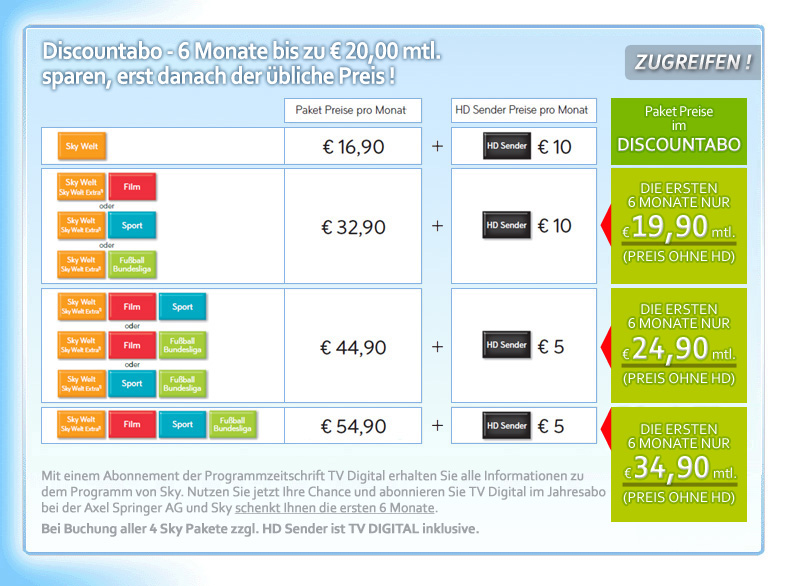 Discountabo - 6 Monate bis zu € 20,00 mtl.
sparen, erst danach der übliche Preis !
ZUGREIFEN !
Paket Preise pro Monat
HD Sender Preise pro Monat
Paket Preise
im
DISCOUNTABO
Sky Welt
€ 16,90
+
HD Sender
€ 10
Sky Welt
Sky Welt Extra⁵
Film
oder
Sky Welt
Sky Welt Extra⁵
Sport
oder
Sky Welt
Sky Welt Extra⁵
Fußball
Bundesliga
€ 32,90
+
HD Sender
€ 10
DIE ERSTEN
6 MONATE NUR
€ 19,90 mtl.
(PREIS OHNE HD)
Sky Welt
Sky Welt Extra⁵
Film
Sport
oder
Sky Welt
Sky Welt Extra⁵
Film
Fußball
Bundesliga
oder
Sky Welt
Sky Welt Extra⁵
Sport
Fußball
Bundesliga
€ 44,90
+
HD Sender
€ 5
DIE ERSTEN
6 MONATE NUR
€ 24,90 mtl.
(PREIS OHNE HD)
Sky Welt
Sky Welt Extra⁵
Film
Sport
Fußball
Bundesliga
€ 54,90
+
HD Sender
€ 5
DIE ERSTEN
6 MONATE NUR
€ 34,90 mtl.
(PREIS OHNE HD)
Mit einem Abonnement der Programmzeitschrift TV Digital erhalten Sie alle Informationen zu
dem Programm von Sky. Nutzen Sie jetzt Ihre Chance und abonnieren Sie TV Digital im Jahresabo
bei der Axel Springer AG und Sky schenkt Ihnen die ersten 6 Monate.
Bei Buchung aller 4 Sky Pakete zzgl. HD Sender ist TV DIGITAL inklusive.